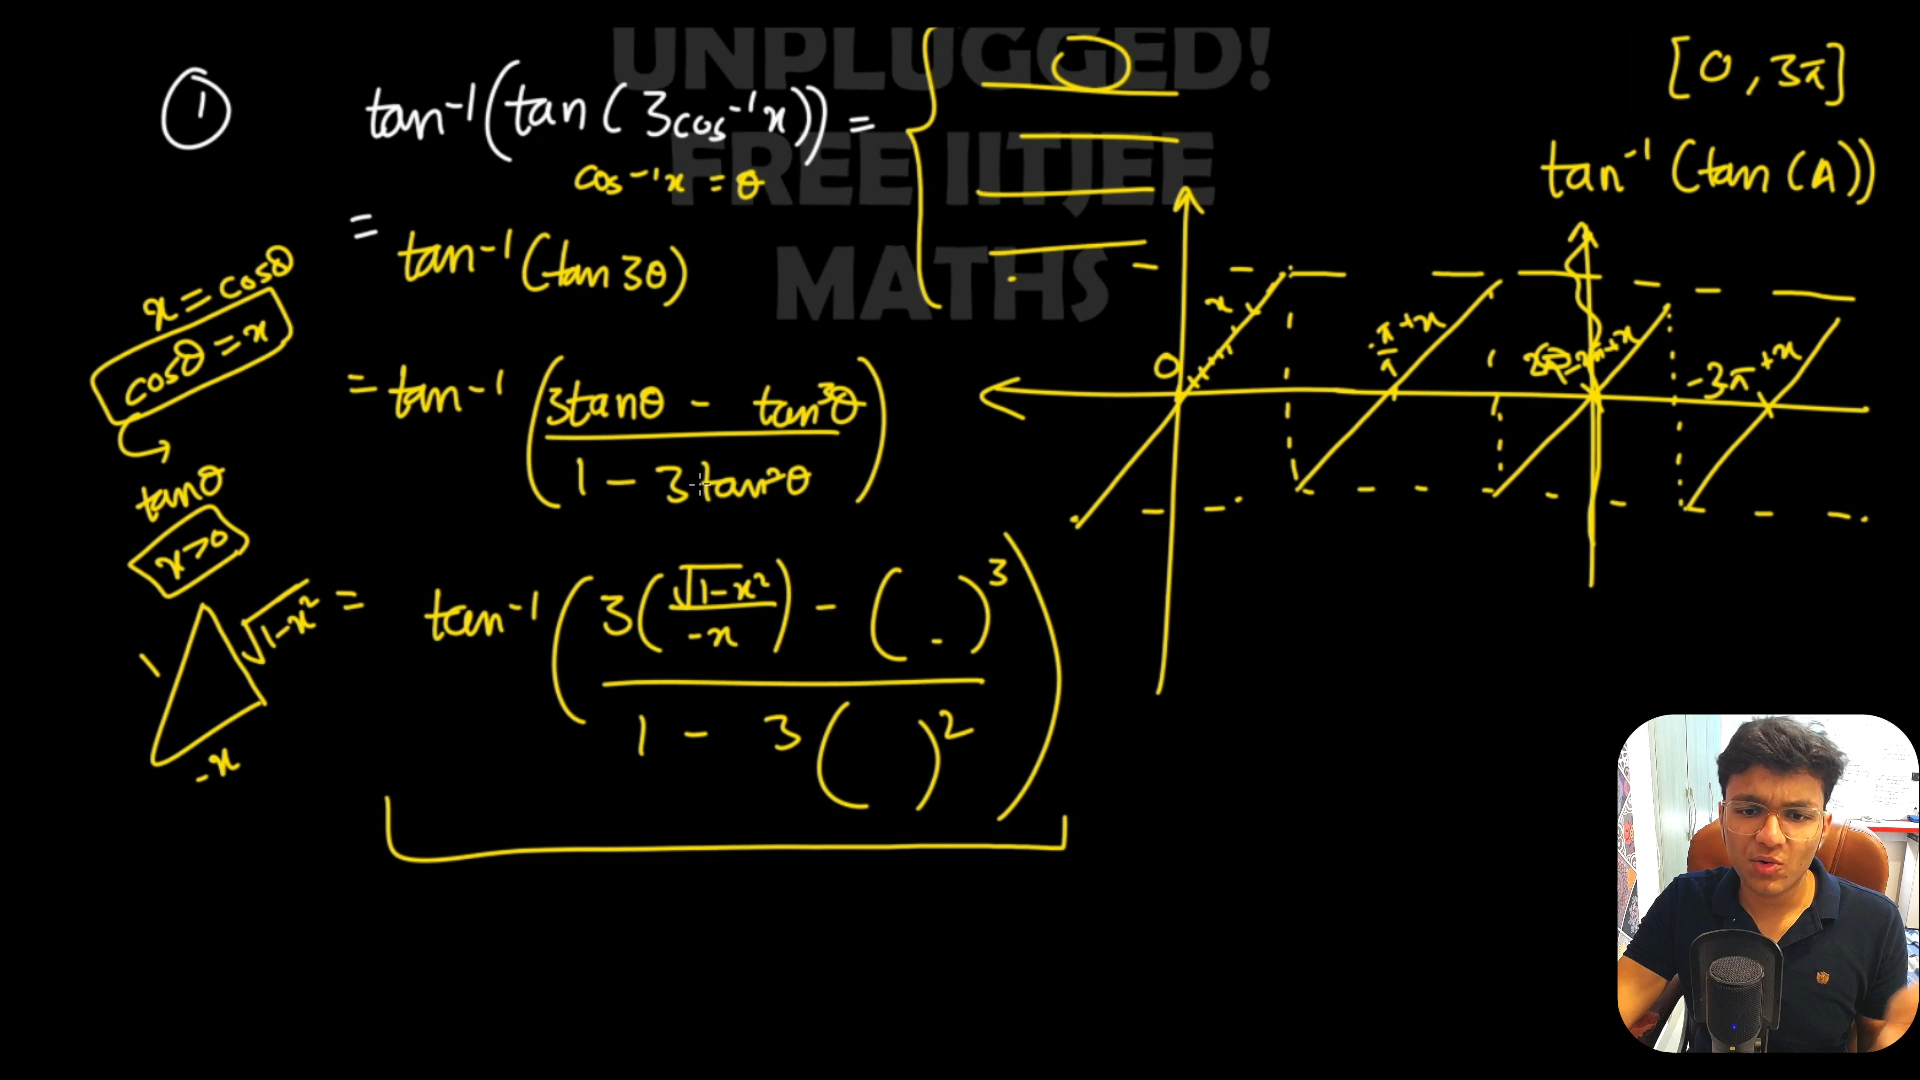 UNPLUGGED!
FREE IITJEE
MATHS
① tan⁻¹(tan(3cos⁻¹x)) = {
cos⁻¹x = θ
= tan⁻¹(tan3θ)
x = cosθ
cosθ = x
= tan⁻¹((3tanθ - tan³θ)/(1 - 3tan²θ))
tanθ
x>0
1
√1-x²
-x
= tan⁻¹((3(√1-x²/-x) - ( )³)/(1 - 3( )²))
[0, 3π]
tan⁻¹(tan(A))
0
x
-3π+x